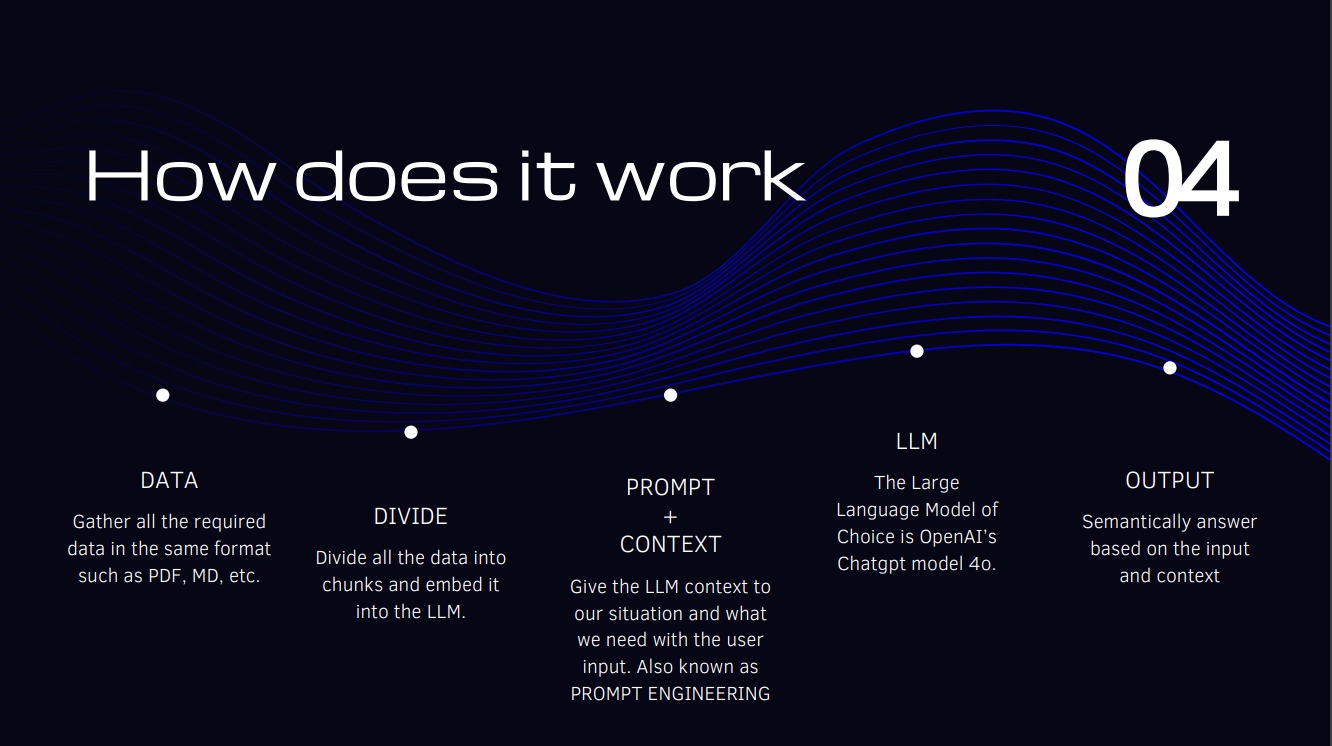 How does it work
04
DATA
Gather all the required
data in the same format
such as PDF, MD, etc.
DIVIDE
Divide all the data into
chunks and embed it
into the LLM.
PROMPT
+
CONTEXT
Give the LLM context to
our situation and what
we need with the user
input. Also known as
PROMPT ENGINEERING
LLM
The Large
Language Model of
Choice is OpenAI's
Chatgpt model 4o.
OUTPUT
Semantically answer
based on the input
and context